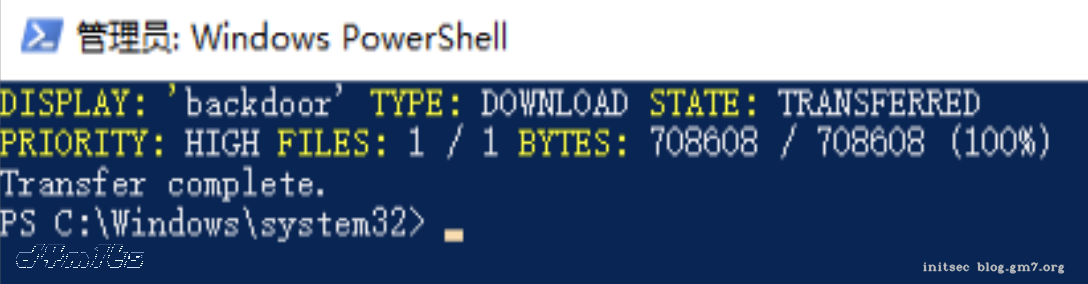 管理员: Windows PowerShell
DISPLAY: 'backdoor' TYPE: DOWNLOAD STATE: TRANSFERRED
PRIORITY: HIGH FILES: 1 / 1 BYTES: 708608 / 708608 (100%)
Transfer complete.
PS C:\Windows\system32>
d4m1ts
initsec blog.gm7.org